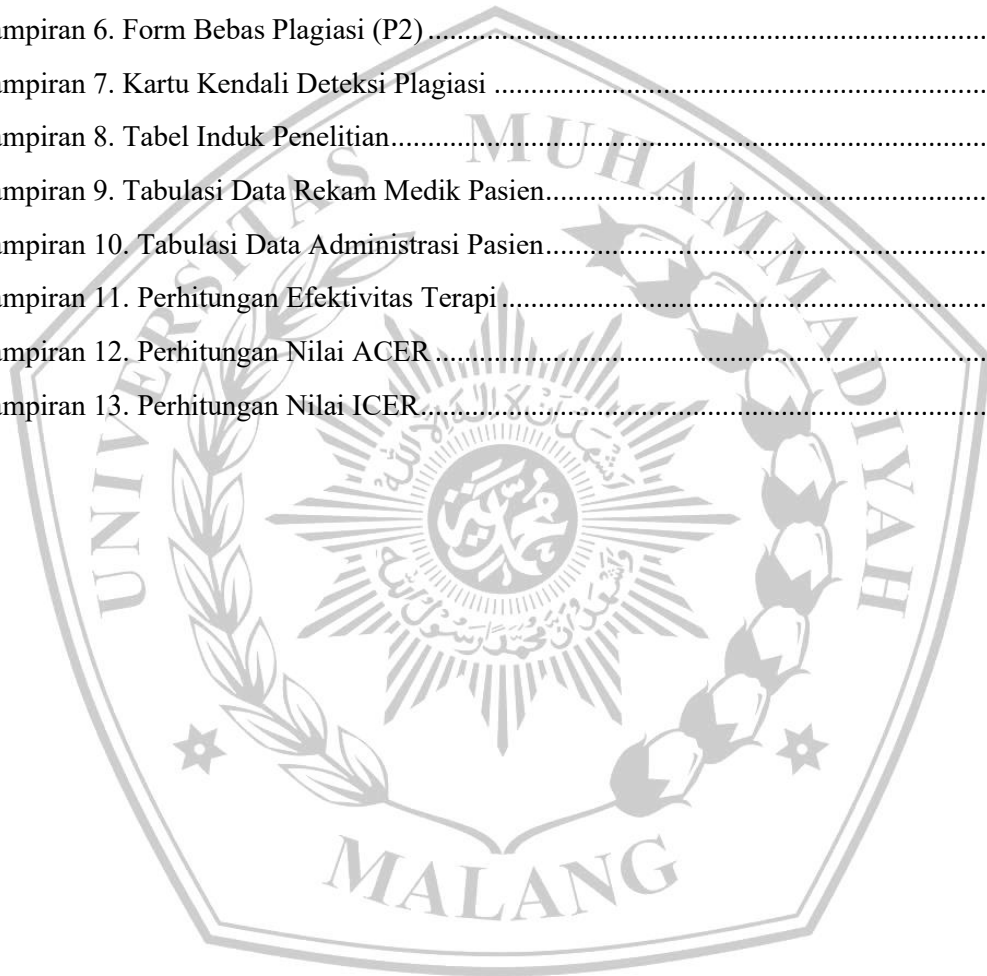 ampiran 6. Form Bebas Plagiasi (P2)
ampiran 7. Kartu Kendali Deteksi Plagiasi
ampiran 8. Tabel Induk Penelitian
ampiran 9. Tabulasi Data Rekam Medik Pasien
ampiran 10. Tabulasi Data Administrasi Pasien
ampiran 11. Perhitungan Efektivitas Terapi
ampiran 12. Perhitungan Nilai ACER
ampiran 13. Perhitungan Nilai ICER
UNIVERSITAS MUHAMMADIYAH
MALANG